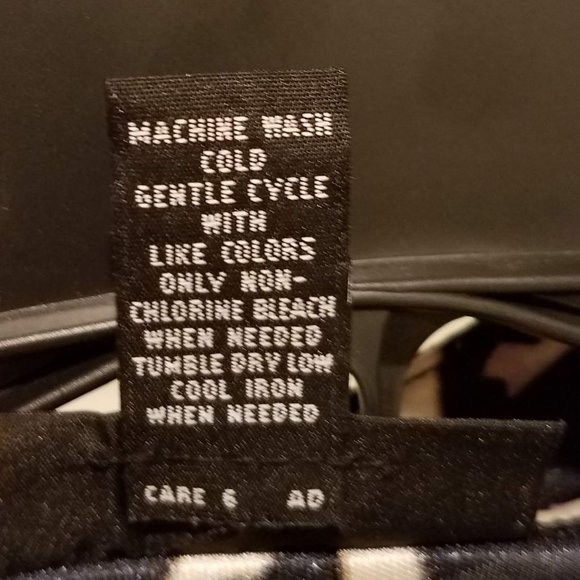 MACHINE WASH
COLD
GENTLE CYCLE
WITH
LIKE COLORS
ONLY NON-
CHLORINE BLEACH
WHEN NEEDED
TUMBLE DRY LOW
COOL IRON
WHEN NEEDED
CARE 6 AD